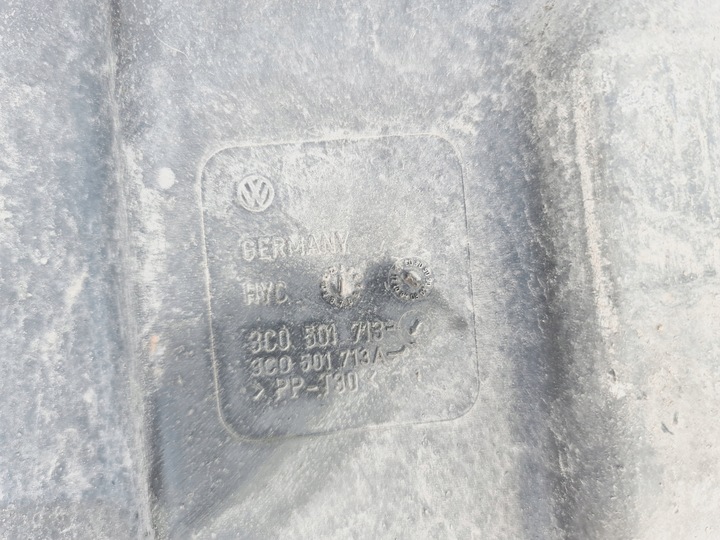 GERMANY
HYC
3C0 501 713-
3C0 501 713A-
> PP-T30 <